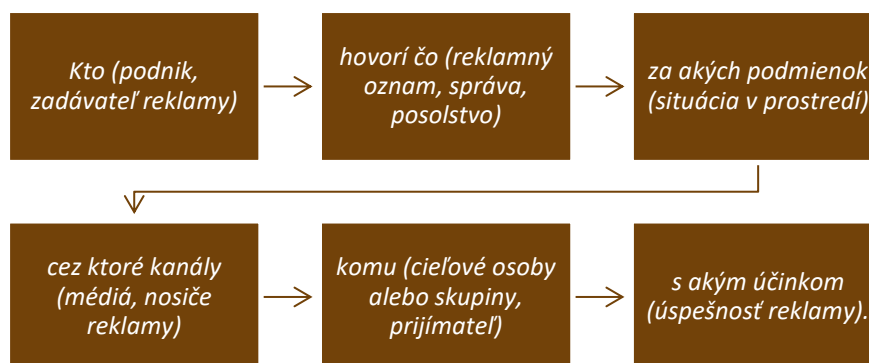 Kto (podnik,
zadávateľ reklamy)
hovorí čo (reklamný
oznam, správa,
posolstvo)
za akých podmienok
(situácia v prostredí)
cez ktoré kanály
(médiá, nosiče
reklamy)
komu (cieľové osoby
alebo skupiny,
prijímateľ)
s akým účinkom
(úspešnosť reklamy).